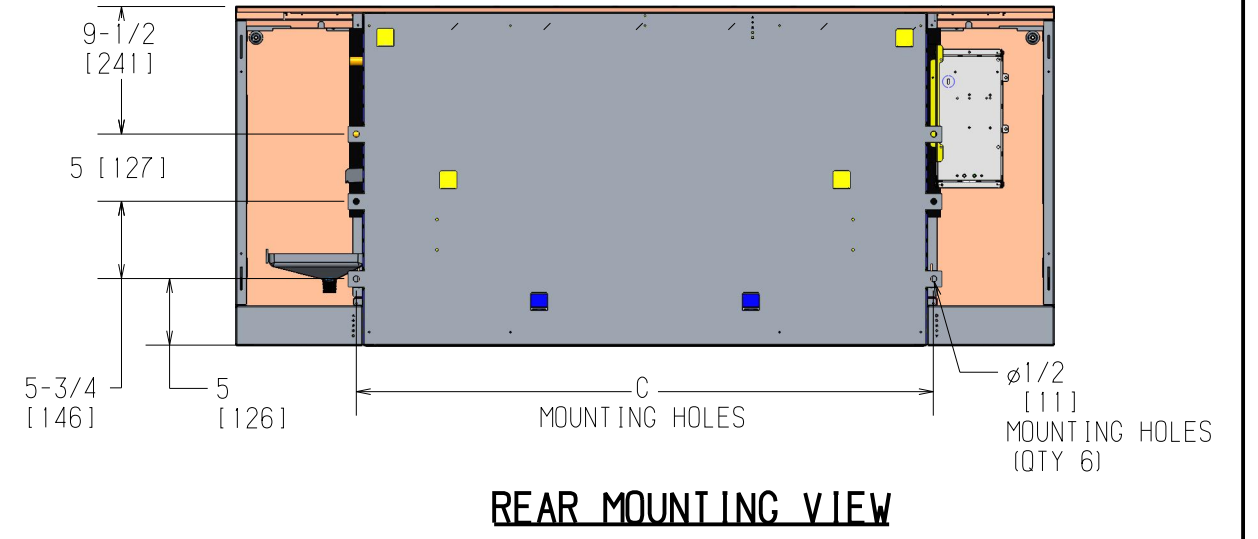 9-1/2
[241]
5 [127]
5-3/4
[146]
5
[126]
C
MOUNTING HOLES
ø1/2
[11]
MOUNTING HOLES
(QTY 6)
REAR MOUNTING VIEW